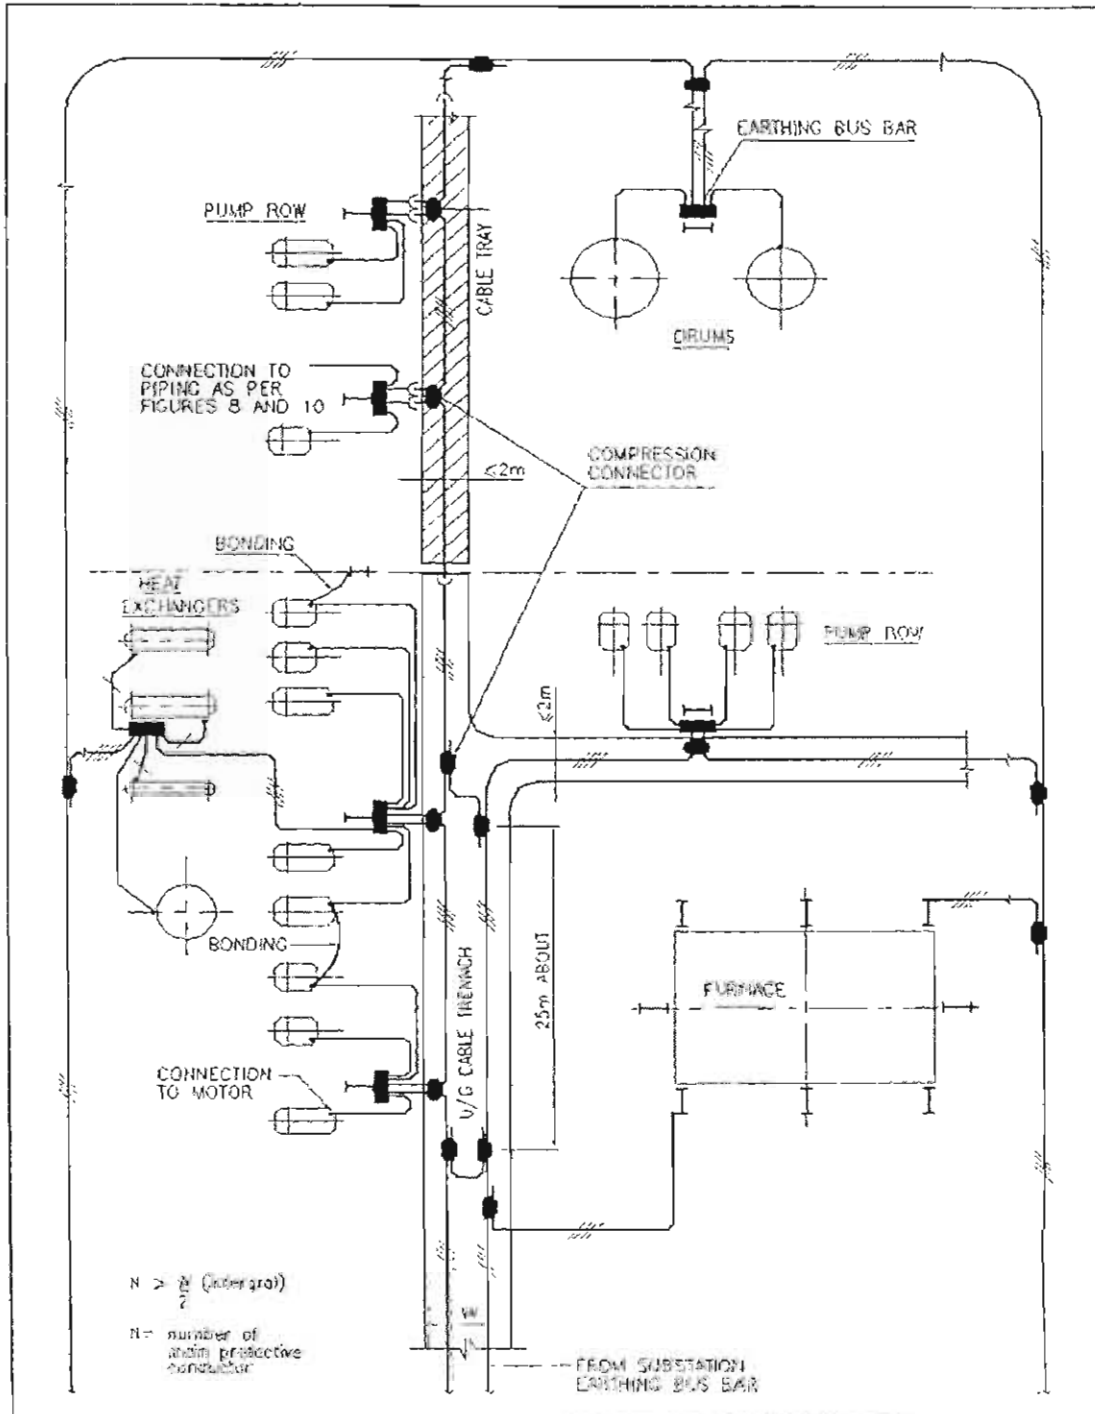 EARTHING BUS BAR
PUMP ROW
CABLE TRAY
DRUMS
CONNECTION TO
PIPING AS PER
FIGURES 8 AND 10
COMPRESSION
CONNECTOR
≤2m
BONDING
HEAT
EXCHANGERS
PUMP ROW
≤2m
BONDING
25m ABOUT
U/G CABLE TRENNCH
FURNACE
CONNECTION
TO MOTOR
N >
2
N= number of
main protective
conductor
W
FROM SUBSTATION
EARTHING BUS BAR